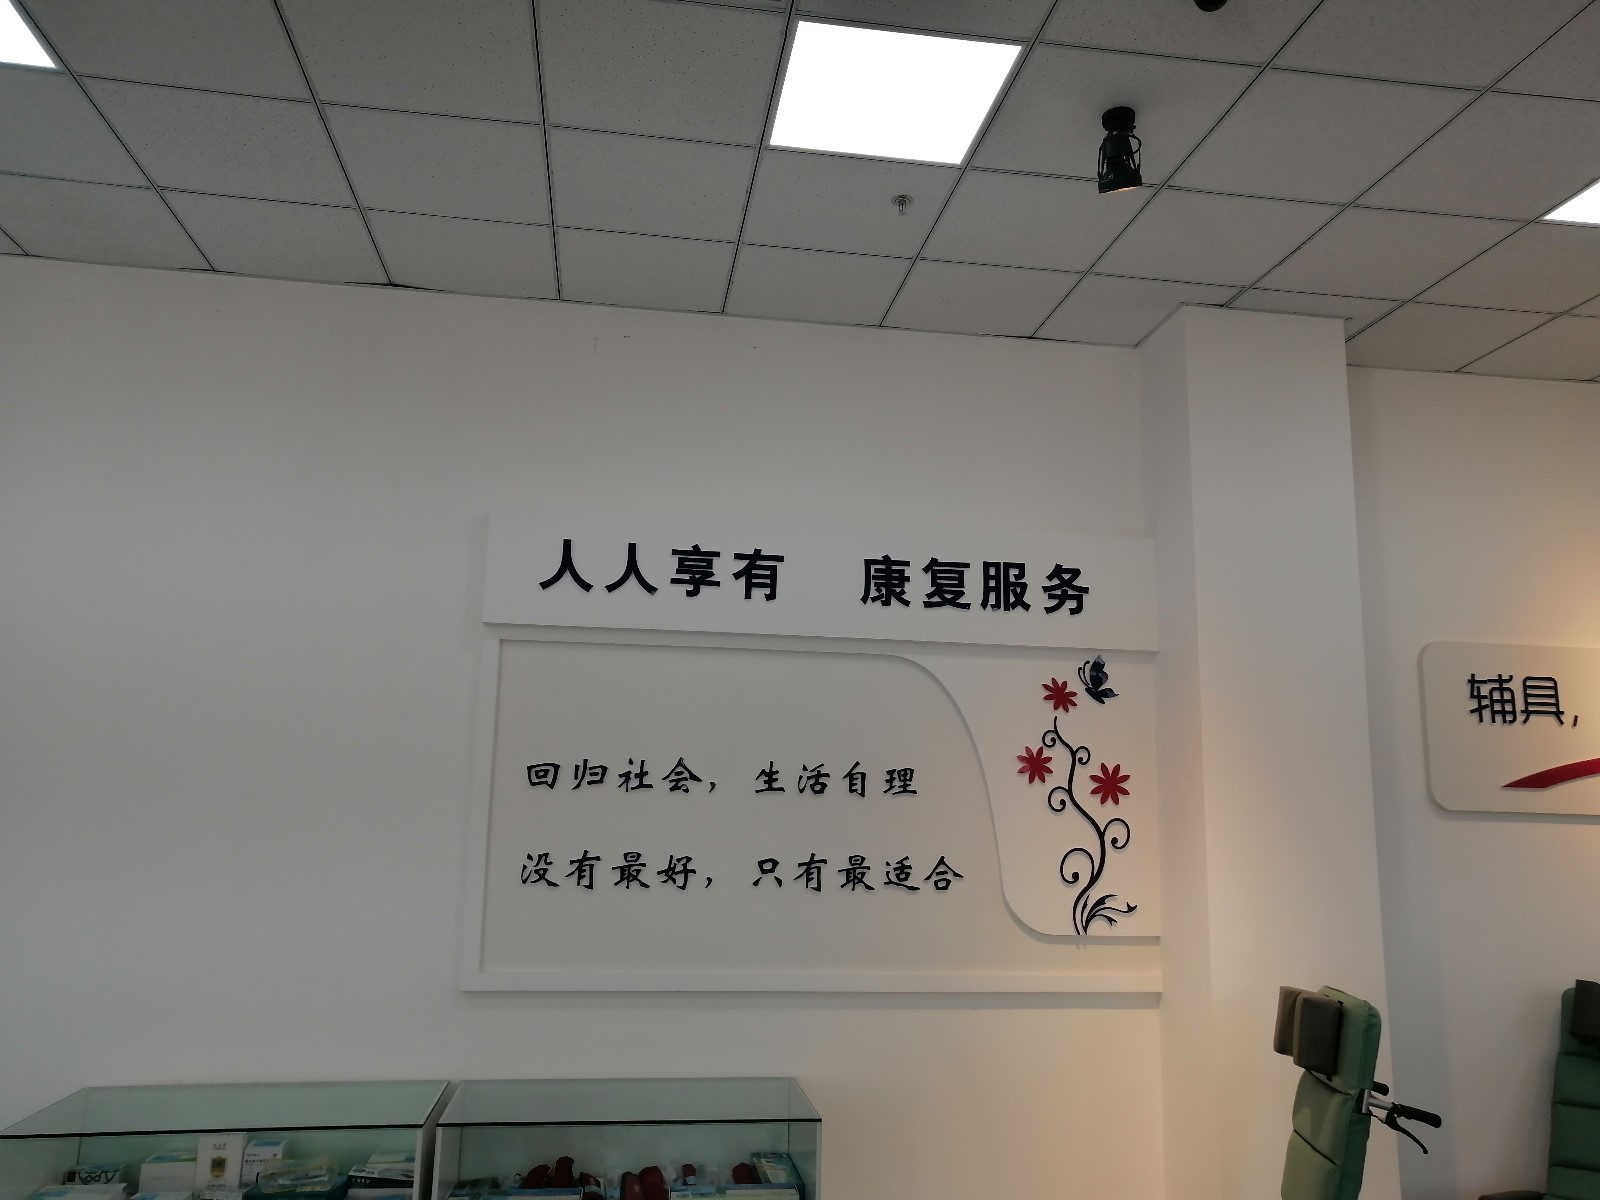 人人享有 康复服务
回归社会，生活自理
没有最好，只有最适合
辅具，